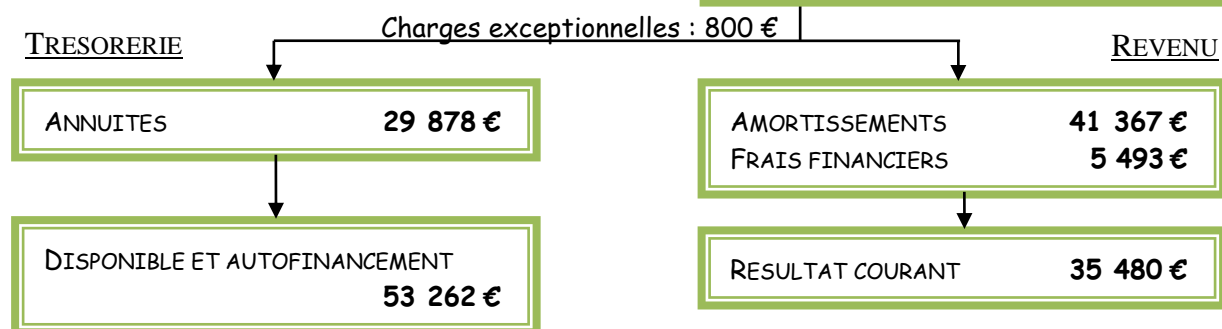 Charges exceptionnelles : 800 €
TRESORERIE
REVENU
ANNUITES 29 878 €
AMORTISSEMENTS 41 367 €
FRAIS FINANCIERS 5 493 €
DISPONIBLE ET AUTOFINANCEMENT
53 262 €
RESULTAT COURANT 35 480 €